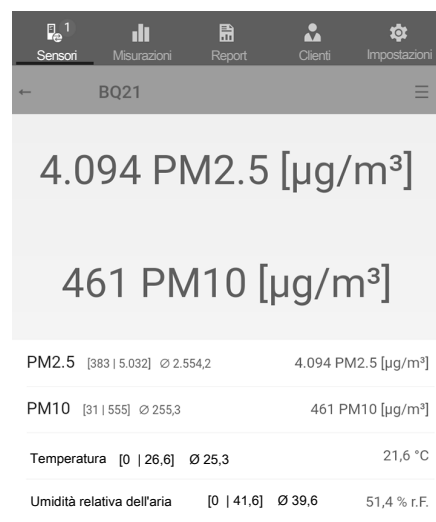 1
Sensori Misurazioni Report Clienti Impostazioni
← BQ21
4.094 PM2.5 [µg/m³]
461 PM10 [µg/m³]
PM2.5 [383 | 5.032] Ø 2.554,2 4.094 PM2.5 [µg/m³]
PM10 [31 | 555] Ø 255,3 461 PM10 [µg/m³]
Temperatura [0 | 26,6] Ø 25,3 21,6 °C
Umidità relativa dell'aria [0 | 41,6] Ø 39,6 51,4 % r.F.